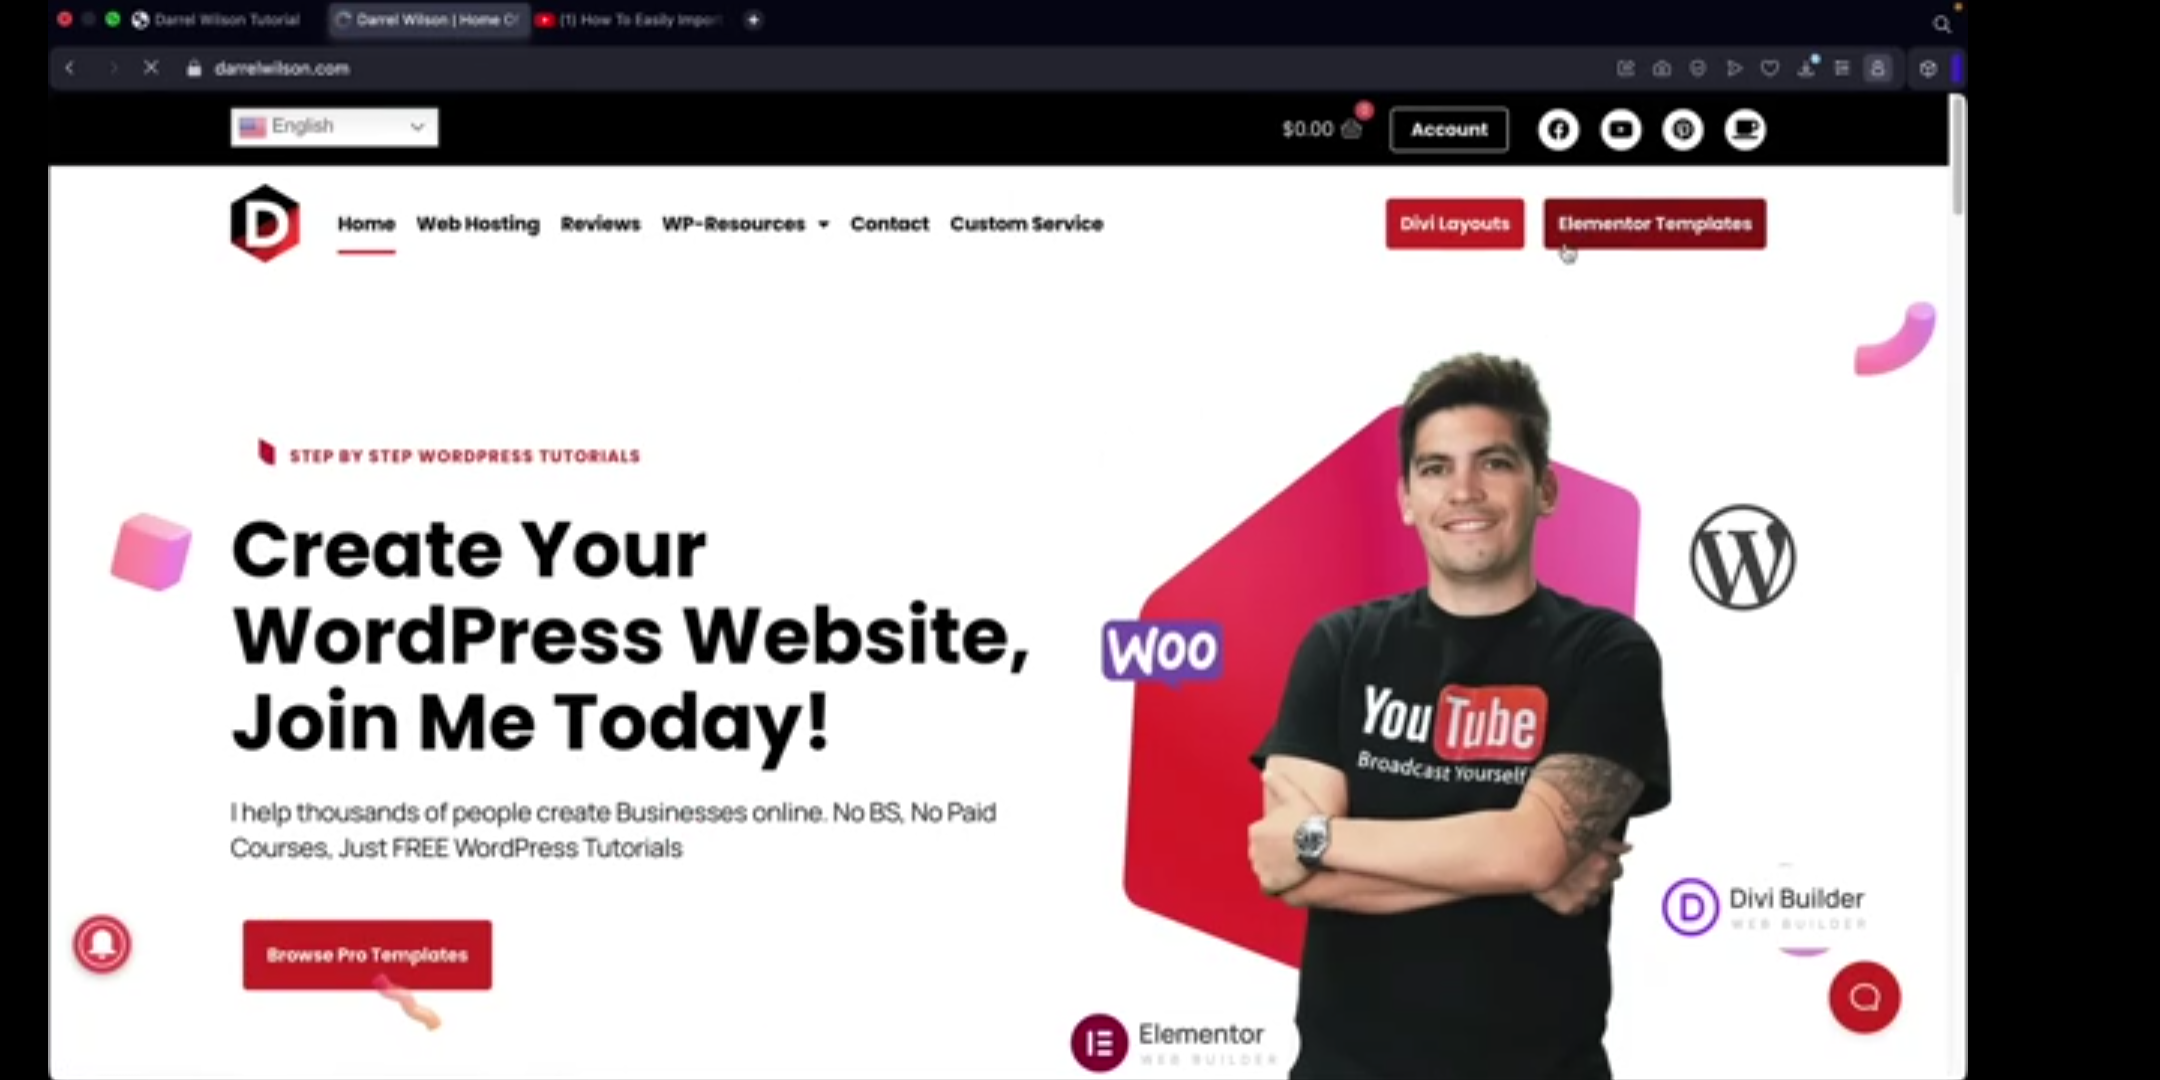 Darrel Wilson Tutorial
Darrel Wilson | Home Of
(1) How To Easily Import
darrelwilson.com
English
$0.00
Account
D
Home
Web Hosting
Reviews
WP-Resources
Contact
Custom Service
Divi Layouts
Elementor Templates
STEP BY STEP WORDPRESS TUTORIALS
Create Your
WordPress Website,
Join Me Today!
I help thousands of people create Businesses online. No BS, No Paid
Courses, Just FREE WordPress Tutorials
Browse Pro Templates
W
Woo
YouTube
Broadcast Yourself
D
Divi Builder
WEB BUILDER
Elementor
WEB BUILDER